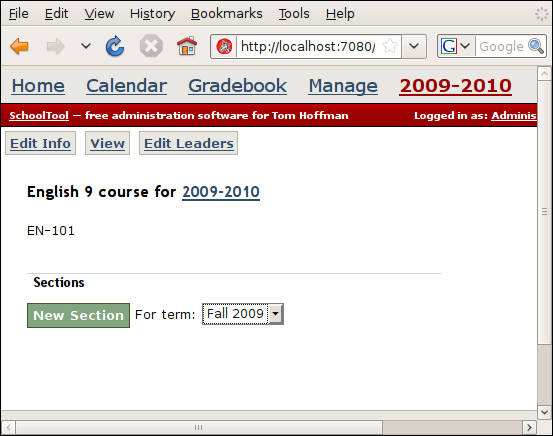 File Edit View History Bookmarks Tools Help
http://localhost:7080/ G Google
Home Calendar Gradebook Manage 2009-2010
SchoolTool — free administration software for Tom Hoffman Logged in as: Adminis
Edit Info View Edit Leaders
English 9 course for 2009-2010
EN-101
Sections
New Section For term: Fall 2009